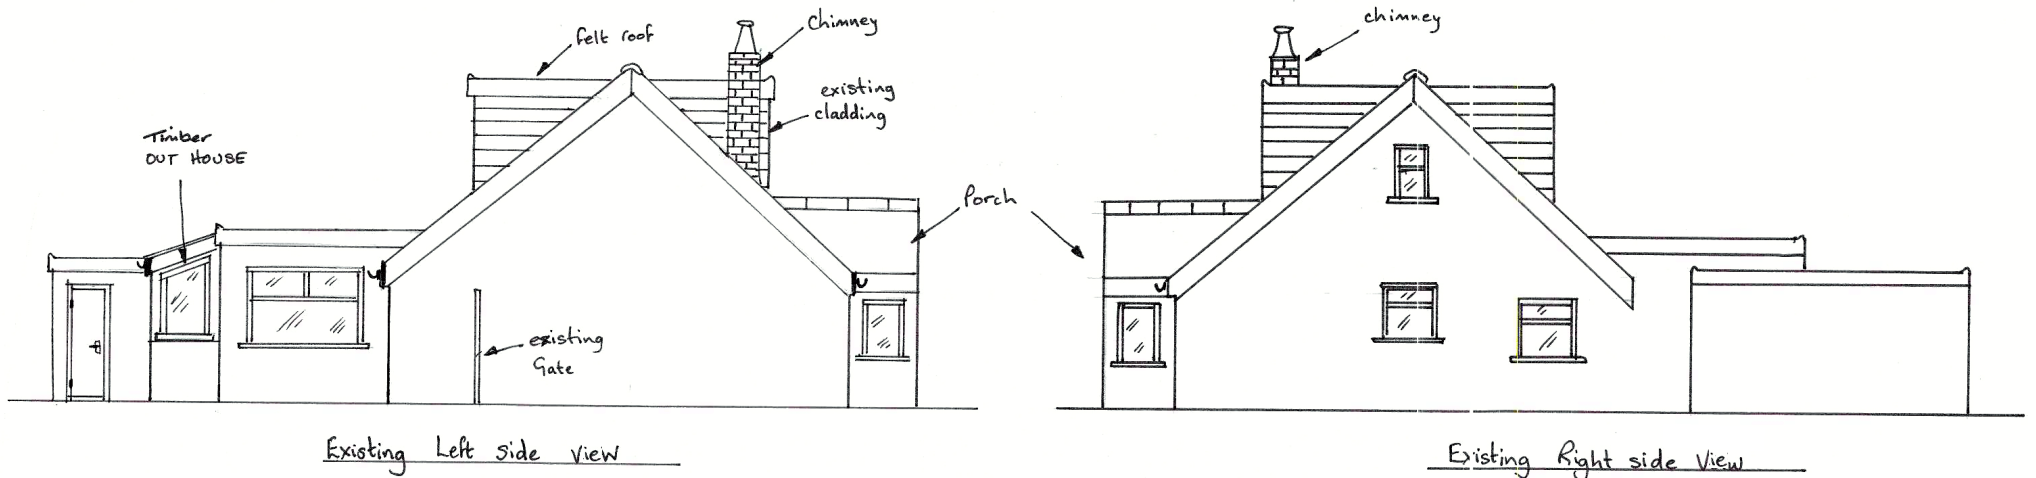 felt roof
Chimney
existing
cladding
Timber
OUT HOUSE
Porch
existing
Gate
Existing Left side view
chimney
Existing Right side View